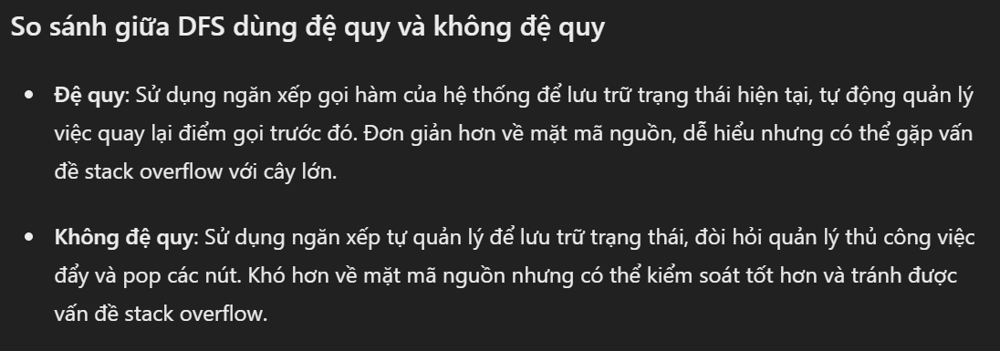 So sánh giữa DFS dùng đệ quy và không đệ quy
• Đệ quy: Sử dụng ngăn xếp gọi hàm của hệ thống để lưu trữ trạng thái hiện tại, tự động quản lý
việc quay lại điểm gọi trước đó. Đơn giản hơn về mặt mã nguồn, dễ hiểu nhưng có thể gặp vấn
đề stack overflow với cây lớn.
• Không đệ quy: Sử dụng ngăn xếp tự quản lý để lưu trữ trạng thái, đòi hỏi quản lý thủ công việc
đẩy và pop các nút. Khó hơn về mặt mã nguồn nhưng có thể kiểm soát tốt hơn và tránh được
vấn đề stack overflow.